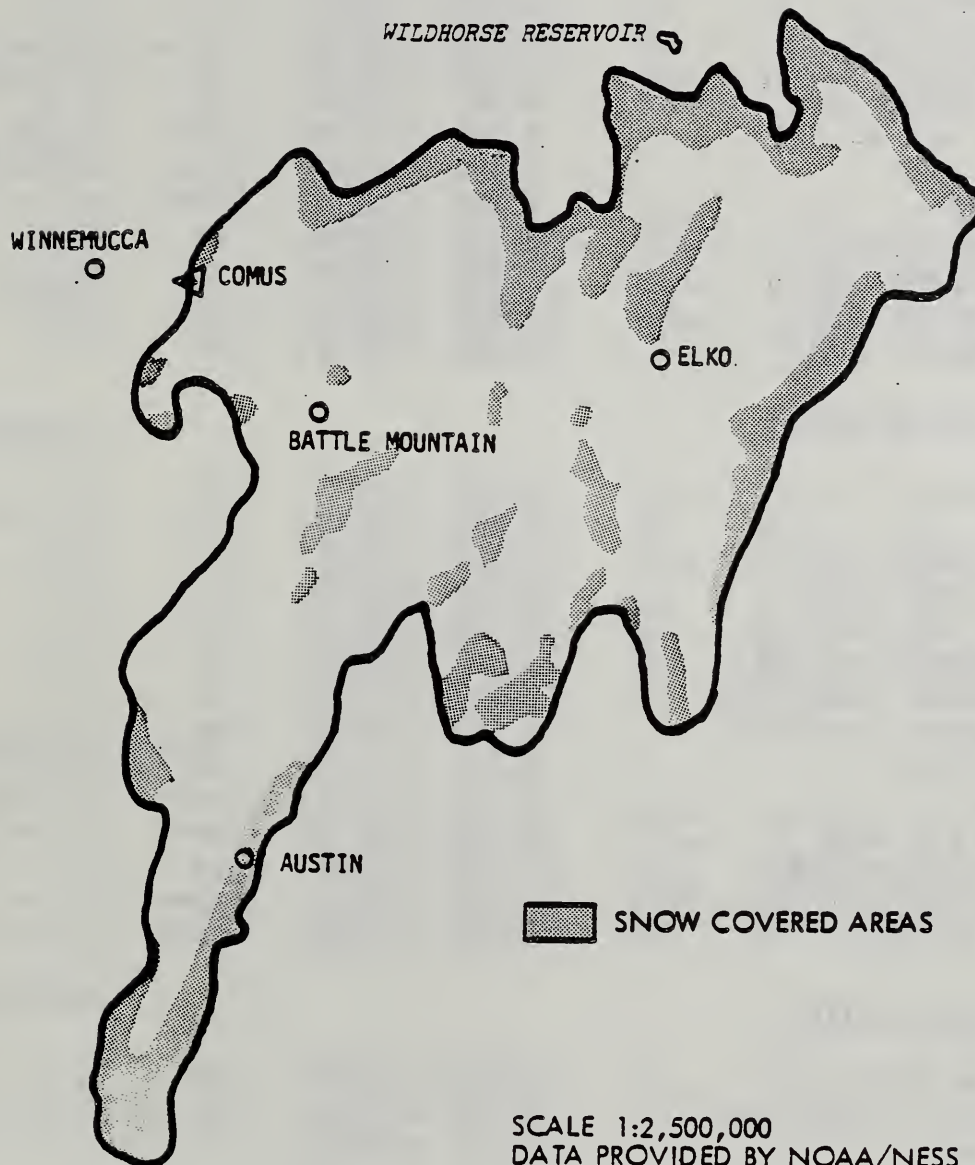 WILDHORSE RESERVOIR
WINNEMUCCA
COMUS
ELKO
BATTLE MOUNTAIN
AUSTIN
SNOW COVERED AREAS
SCALE 1:2,500,000
DATA PROVIDED BY NOAA/NESS